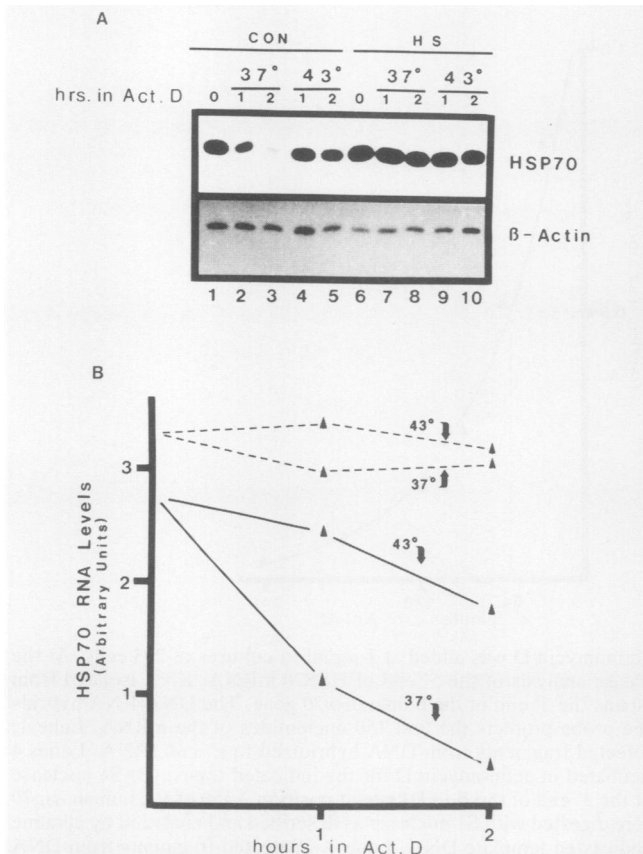 A
CON HS
37° 43° 37° 43°
hrs. in Act. D 0 1 2 1 2 0 1 2 1 2
HSP70
ß-Actin
1 2 3 4 5 6 7 8 9 10
B
HSP70 RNA Levels
(Arbitrary Units)
3
2
1
43°
37°
43°
37°
1 2
hours in Act. D